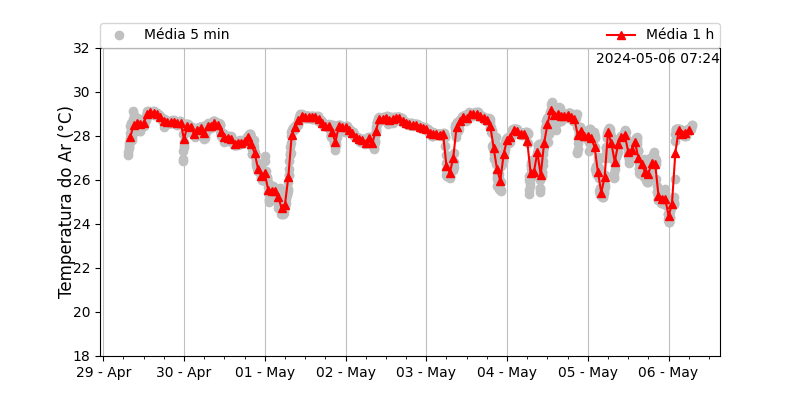 Média 5 min
Média 1 h
2024-05-06 07:24
Temperatura do Ar (°C)
32
30
28
26
24
22
20
18
29 - Apr
30 - Apr
01 - May
02 - May
03 - May
04 - May
05 - May
06 - May